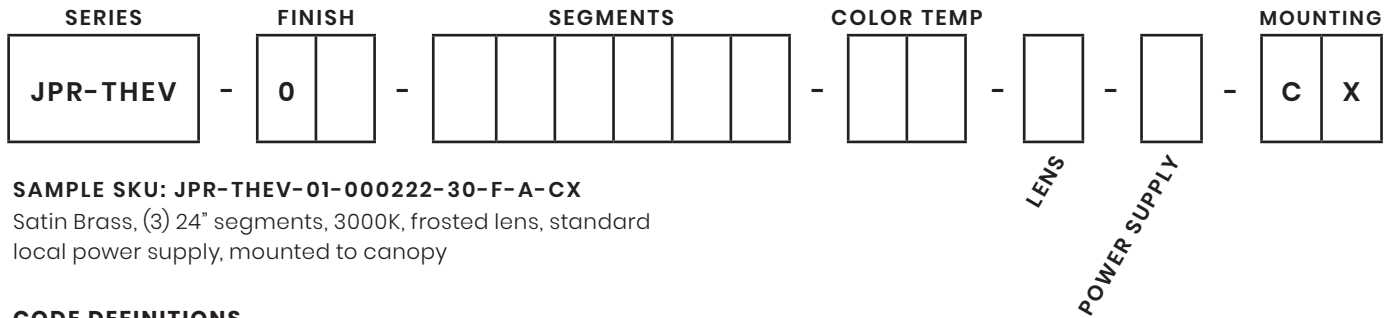 SERIES FINISH SEGMENTS COLOR TEMP MOUNTING
JPR-THEV - 0 - - - - - C X
LENS
POWER SUPPLY
SAMPLE SKU: JPR-THEV-01-000222-30-F-A-CX
Satin Brass, (3) 24” segments, 3000K, frosted lens, standard
local power supply, mounted to canopy
CODE DEFINITIONS